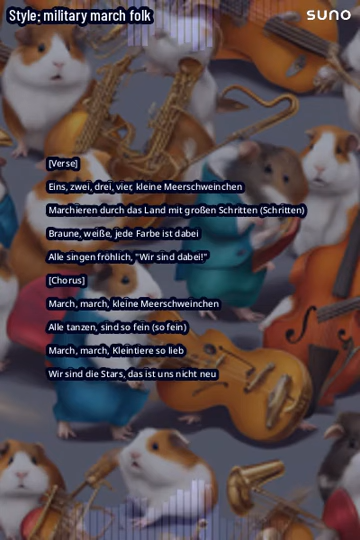 Style: military march folk
SUNO
[Verse]
Eins, zwei, drei, vier, kleine Meerschweinchen
Marchieren durch das Land mit großen Schritten (Schritten)
Braune, weiße, jede Farbe ist dabei
Alle singen fröhlich, "Wir sind dabei!"
[Chorus]
March, march, kleine Meerschweinchen
Alle tanzen, sind so fein (so fein)
March, march, Kleintiere so lieb
Wir sind die Stars, das ist uns nicht neu